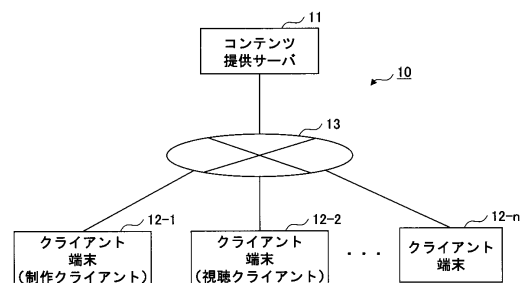 11
コンテンツ
提供サーバ
10
13
12-1
クライアント
端末
(制作クライアント)
12-2
クライアント
端末
(視聴クライアント)
・・・
12-n
クライアント
端末